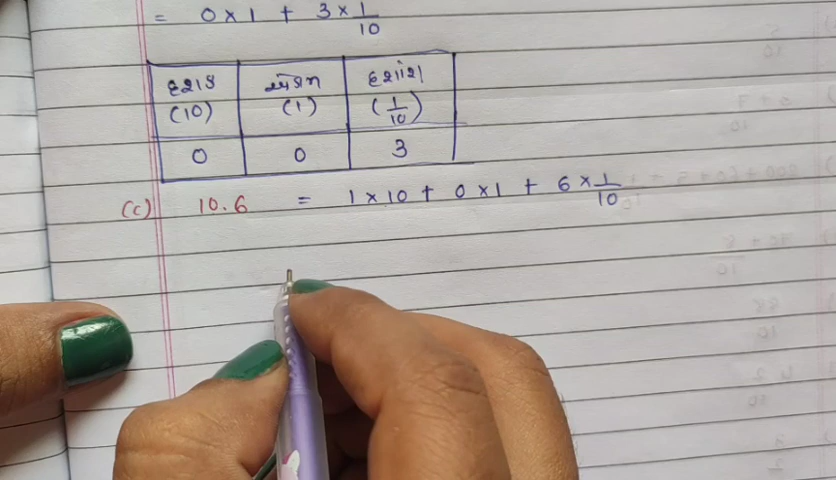 = 0 × 1 + 3 × 1/10
દશક એકમ દશાંશ
(10) (1) (1/10)
0 0 3
(c) 10.6 = 1 × 10 + 0 × 1 + 6 × 1/10